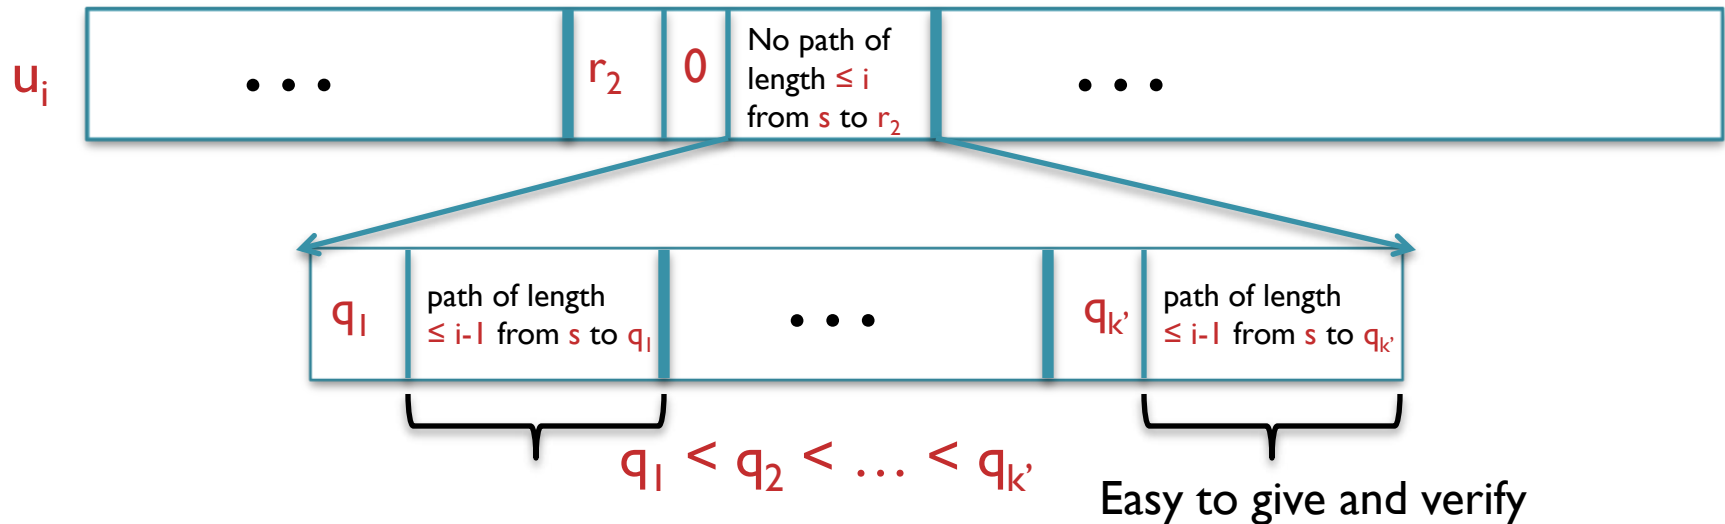 uᵢ
• • •
r₂
0
No path of
length ≤ i
from s to r₂
• • •
q₁
path of length
≤ i-1 from s to q₁
• • •
qₖ’
path of length
≤ i-1 from s to qₖ’
q₁ < q₂ < ... < qₖ’
Easy to give and verify